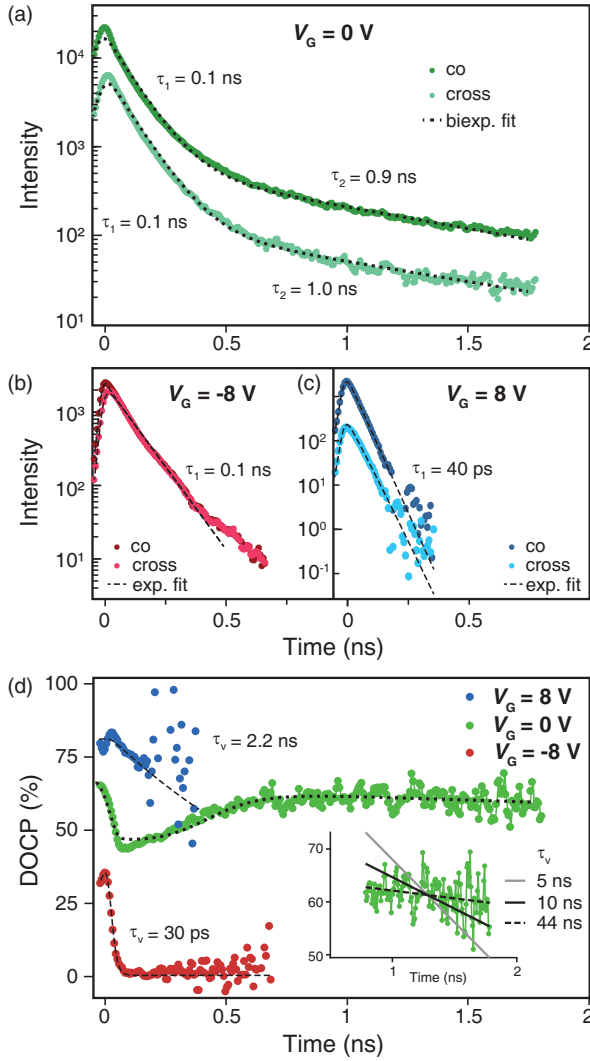 (a)
V_G = 0 V
10^4
10^3
10^2
10^1
Intensity
τ_1 = 0.1 ns
co
cross
biexp. fit
τ_2 = 0.9 ns
τ_1 = 0.1 ns
τ_2 = 1.0 ns
0 0.5 1 1.5 2
(b)
V_G = -8 V
10^3
10^2
10^1
Intensity
τ_1 = 0.1 ns
co
cross
exp. fit
0 0.5
(c)
V_G = 8 V
10^2
10^1
10^0
10^-1
τ_1 = 40 ps
co
cross
exp. fit
0 0.5
Time (ns)
(d)
100
75
50
25
0
DOCP (%)
V_G = 8 V
V_G = 0 V
V_G = -8 V
τ_v = 2.2 ns
τ_v = 30 ps
70
60
50
1 2
Time (ns)
τ_v
5 ns
10 ns
44 ns
0 0.5 1 1.5 2
Time (ns)